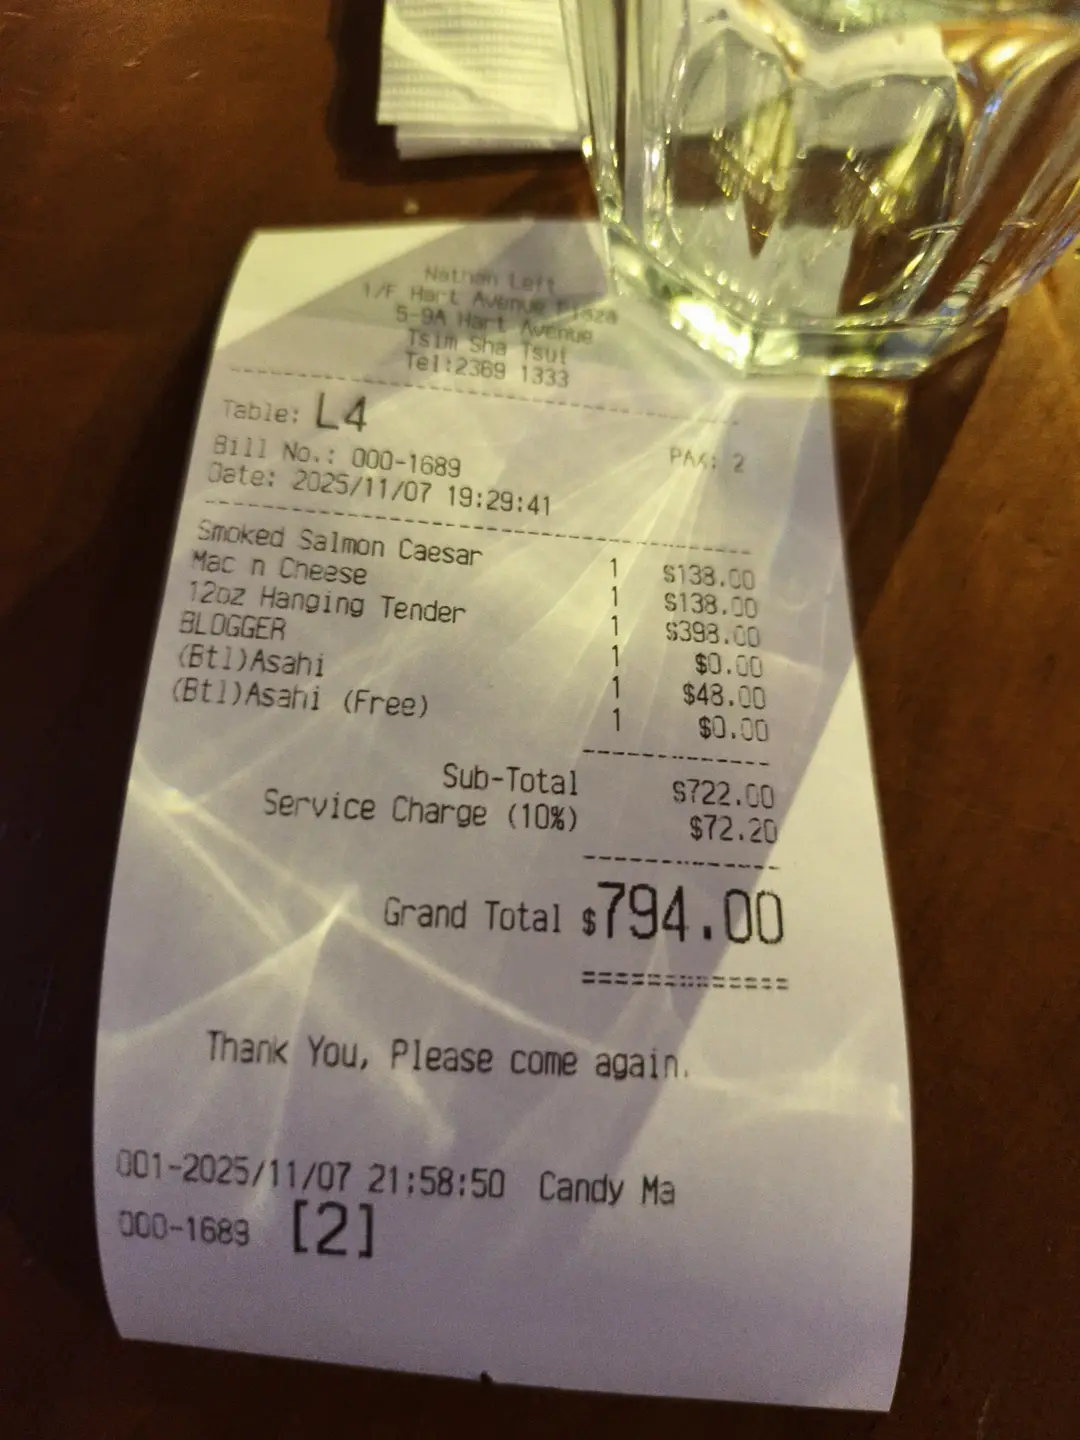 Nathan Left
1/F Hart Avenue Plaza
5-9A Hart Avenue
Tsim Sha Tsui
Tel:2369 1333
Table: L4
PAX: 2
Bill No.: 000-1689
Date: 2025/11/07 19:29:41
Smoked Salmon Caesar 1 $138.00
Mac n Cheese 1 $138.00
12oz Hanging Tender 1 $398.00
BLOGGER 1 $0.00
(Btl)Asahi 1 $48.00
(Btl)Asahi (Free) 1 $0.00
Sub-Total $722.00
Service Charge (10%) $72.20
Grand Total $794.00
Thank You, Please come again.
001-2025/11/07 21:58:50 Candy Ma
000-1689 [2]